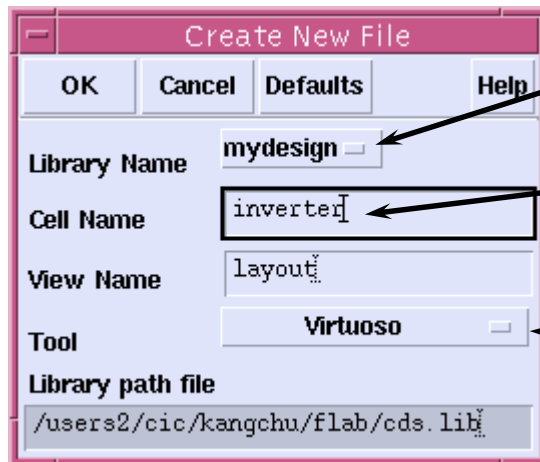 Create New File
OK Cancel Defaults Help
Library Name mydesign
Cell Name inverter
View Name layout
Tool Virtuoso
Library path file
/users2/cic/kangchu/flab/cds.lib